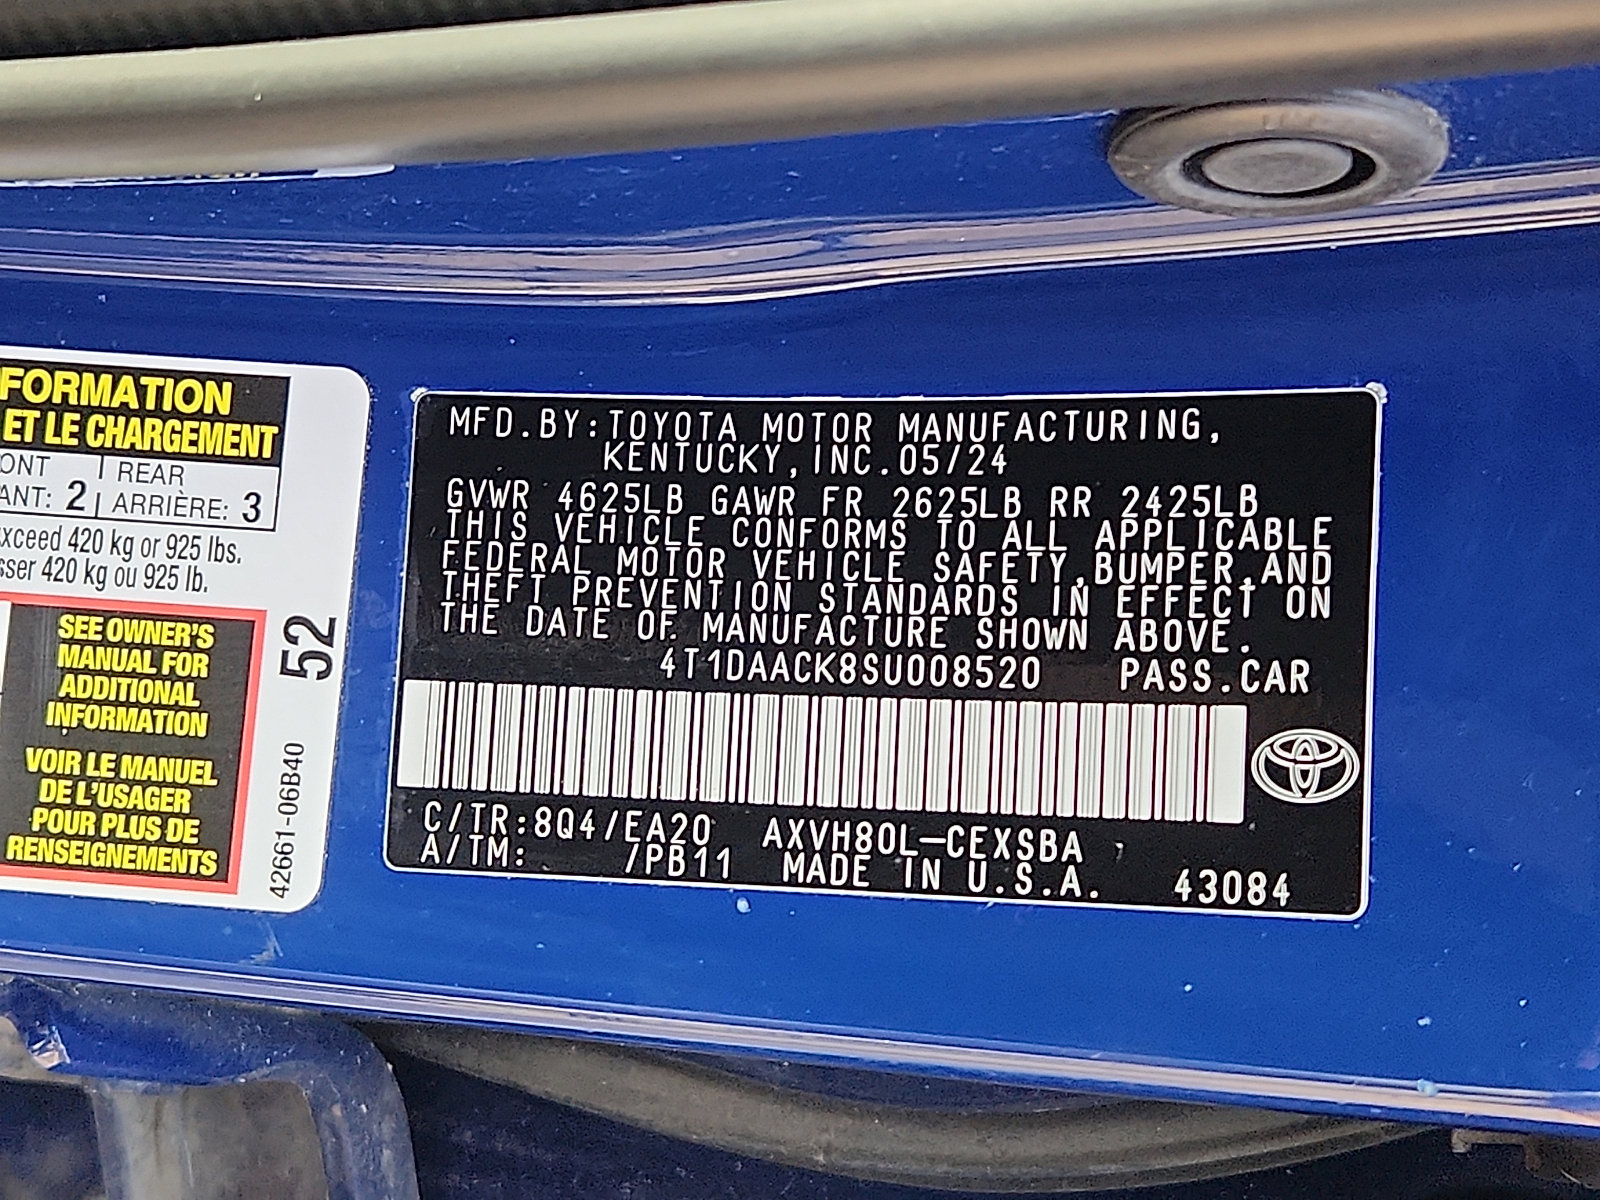 FORMATION
ET LE CHARGEMENT
REAR
2 ARRIÈRE: 3
420 kg or 925 lbs.
420 kg ou 925 lb.
SEE OWNER'S
MANUAL FOR
ADDITIONAL
INFORMATION
VOIR LE MANUEL
DE L'USAGER
POUR PLUS DE
RENSEIGNEMENTS
52
42661-06B40
MFD.BY:TOYOTA MOTOR MANUFACTURING,
KENTUCKY,INC.05/24
GVWR 4625LB GAWR FR 2625LB RR 2425LB
THIS VEHICLE CONFORMS TO ALL APPLICABLE
FEDERAL MOTOR VEHICLE SAFETY,BUMPER,AND
THEFT PREVENTION STANDARDS IN EFFECT ON
THE DATE OF MANUFACTURE SHOWN ABOVE.
4T1DAACK8SU008520 PASS.CAR
C/TR:8Q4/EA20 AXVH80L-CEXSBA
A/TM: /PB11 MADE IN U.S.A. 43084